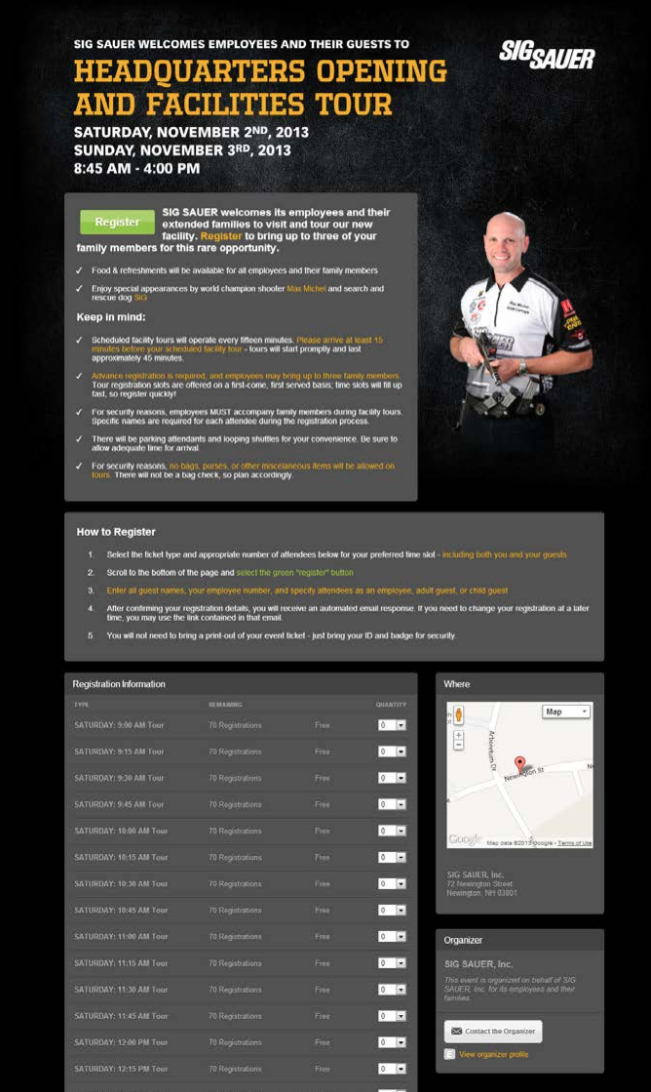 SIG SAUER WELCOMES EMPLOYEES AND THEIR GUESTS TO
SIG SAUER
HEADQUARTERS OPENING
AND FACILITIES TOUR
SATURDAY, NOVEMBER 2ND, 2013
SUNDAY, NOVEMBER 3RD, 2013
8:45 AM - 4:00 PM
Register
SIG SAUER welcomes its employees and their
extended families to visit and tour our new
facility. Register to bring up to three of your
family members for this rare opportunity.
✓ Food & refreshments will be available for all employees and their family members
✓ Enjoy special appearances by world champion shooter Max Michel and search and
rescue dog SIG
Keep in mind:
✓ Scheduled facility tours will operate every fifteen minutes. Please arrive at least 15
minutes before your scheduled facility tour - tours will start promptly and last
approximately 45 minutes.
✓ Advance registration is required, and employees may bring up to three family members.
Tour registration slots are offered on a first-come, first served basis; time slots will fill up
fast, so register quickly!
✓ For security reasons, employees MUST accompany family members during facility tours.
Specific names are required for each attendee during the registration process.
✓ There will be parking attendants and looping shuttles for your convenience. Be sure to
allow adequate time for arrival.
✓ For security reasons, no bags, purses, or other miscelaneous items will be allowed on
tours. There will not be a bag check, so plan accordingly.
How to Register
1. Select the ticket type and appropriate number of attendees below for your preferred time slot - including both you and your guests.
2. Scroll to the bottom of the page and select the green "register" button
3. Enter all guest names, your employee number, and specify attendees as an employee, adult guest, or child guest
4. After confirming your registration details, you will receive an automated email response. If you need to change your registration at a later
time, you may use the link contained in that email.
5. You will not need to bring a print-out of your event ticket - just bring your ID and badge for security.
Registration Information
TYPE REMAINING QUANTITY
SATURDAY: 9:00 AM Tour 70 Registrations Free 0
SATURDAY: 9:15 AM Tour 70 Registrations Free 0
SATURDAY: 9:30 AM Tour 70 Registrations Free 0
SATURDAY: 9:45 AM Tour 70 Registrations Free 0
SATURDAY: 10:00 AM Tour 70 Registrations Free 0
SATURDAY: 10:15 AM Tour 70 Registrations Free 0
SATURDAY: 10:30 AM Tour 70 Registrations Free 0
SATURDAY: 10:45 AM Tour 70 Registrations Free 0
SATURDAY: 11:00 AM Tour 70 Registrations Free 0
SATURDAY: 11:15 AM Tour 70 Registrations Free 0
SATURDAY: 11:30 AM Tour 70 Registrations Free 0
SATURDAY: 11:45 AM Tour 70 Registrations Free 0
SATURDAY: 12:00 PM Tour 70 Registrations Free 0
SATURDAY: 12:15 PM Tour 70 Registrations Free 0
Where
Map
Arboretum Dr
Newington St
Google
Map data ©2013 Google - Terms of Use
SIG SAUER, Inc.
72 Newington Street
Newington, NH 03801
Organizer
SIG SAUER, Inc.
This event is organized on behalf of SIG
SAUER, Inc. for its employees and their
families.
Contact the Organizer
View organizer profile